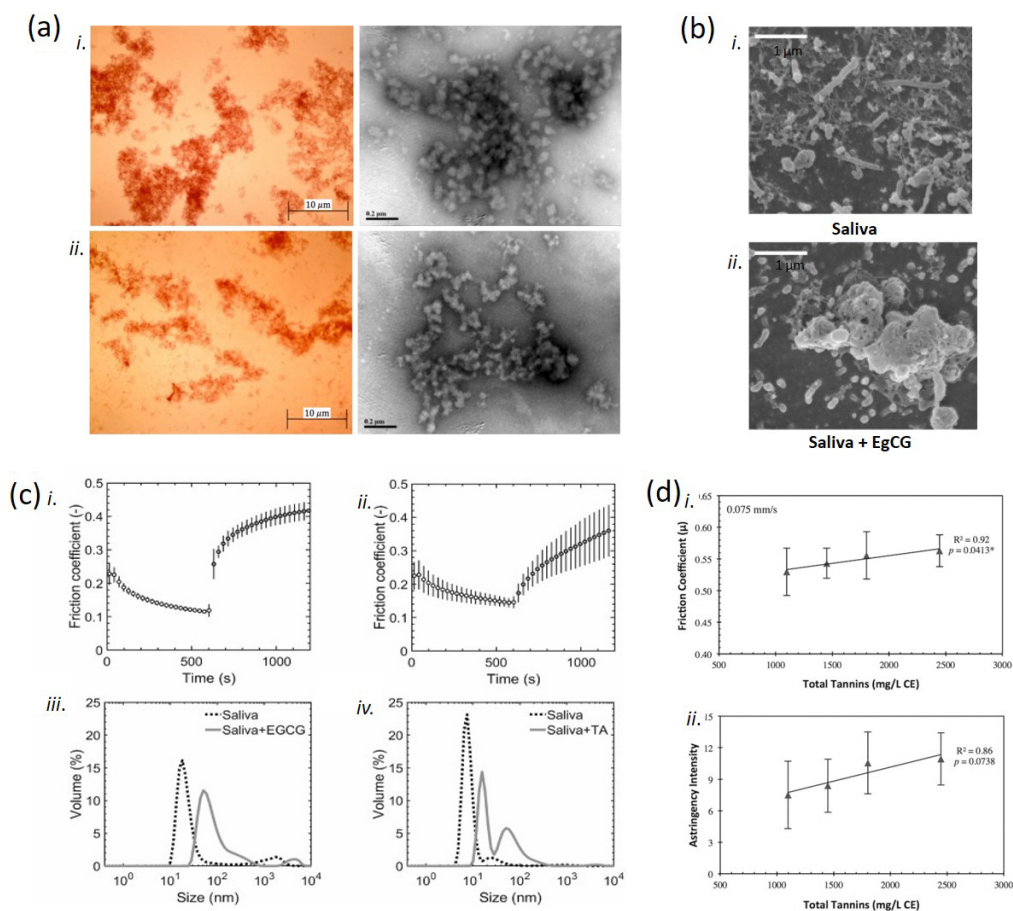 (a)
i.
10 µm
0.2 µm
ii.
10 µm
0.2 µm
(b)
i.
1 µm
Saliva
ii.
1 µm
Saliva + EgCG
(c)
i.
0.5
0.4
0.3
0.2
0.1
0
Friction coefficient (-)
0
500
1000
Time (s)
ii.
0.5
0.4
0.3
0.2
0.1
0
Friction coefficient (-)
0
500
1000
Time (s)
iii.
25
20
15
10
5
0
Volume (%)
Saliva
Saliva+EGCG
10⁰
10¹
10²
10³
10⁴
Size (nm)
iv.
25
20
15
10
5
0
Volume (%)
Saliva
Saliva+TA
10⁰
10¹
10²
10³
10⁴
Size (nm)
(d)
i.
0.65
0.60
0.55
0.50
0.45
0.40
Friction Coefficient (µ)
0.075 mm/s
R² = 0.92
p = 0.0413*
500
1000
1500
2000
2500
3000
Total Tannins (mg/L CE)
ii.
15
12
9
6
3
0
Astringency Intensity
R² = 0.86
p = 0.0738
500
1000
1500
2000
2500
3000
Total Tannins (mg/L CE)